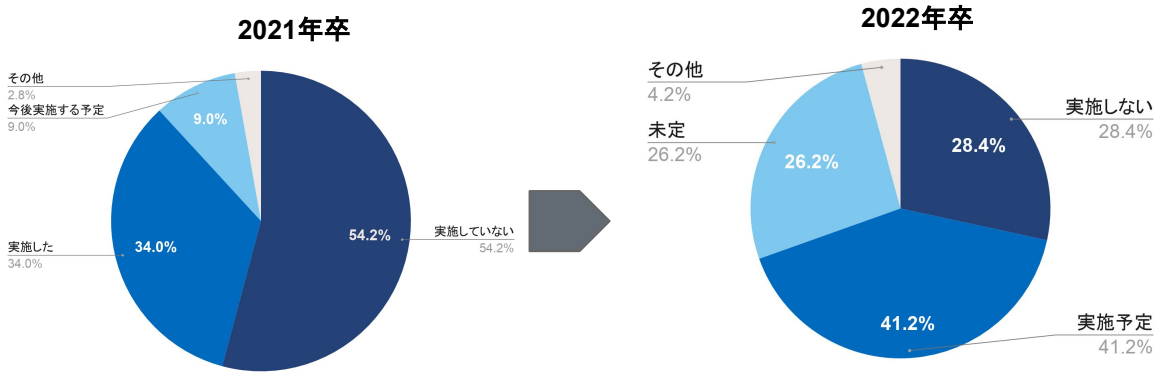 2021年卒
その他
2.8%
今後実施する予定
9.0%
9.0%
実施した
34.0%
34.0%
54.2%
実施していない
54.2%
2022年卒
その他
4.2%
未定
26.2%
26.2%
28.4%
実施しない
28.4%
41.2%
実施予定
41.2%